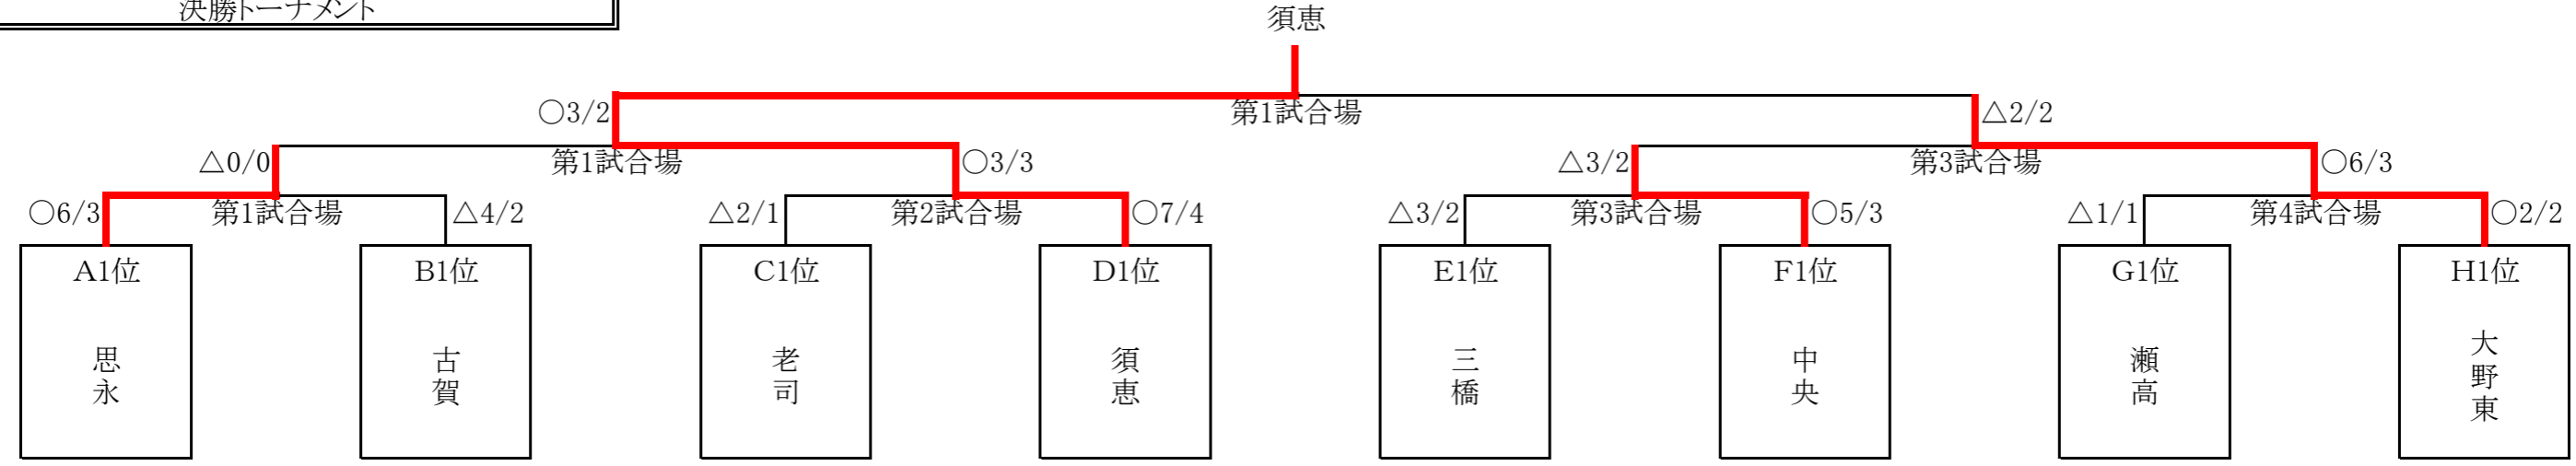 決勝トーナメント
須恵
○3/2 第1試合場 △2/2
△0/0 第1試合場 ○3/3 △3/2 第3試合場 ○6/3
○6/3 第1試合場 △4/2 △2/1 第2試合場 ○7/4 △3/2 第3試合場 ○5/3 △1/1 第4試合場 ○2/2
A1位 B1位 C1位 D1位 E1位 F1位 G1位 H1位
思永 古賀 老司 須恵 三橋 中央 瀬高 大野東